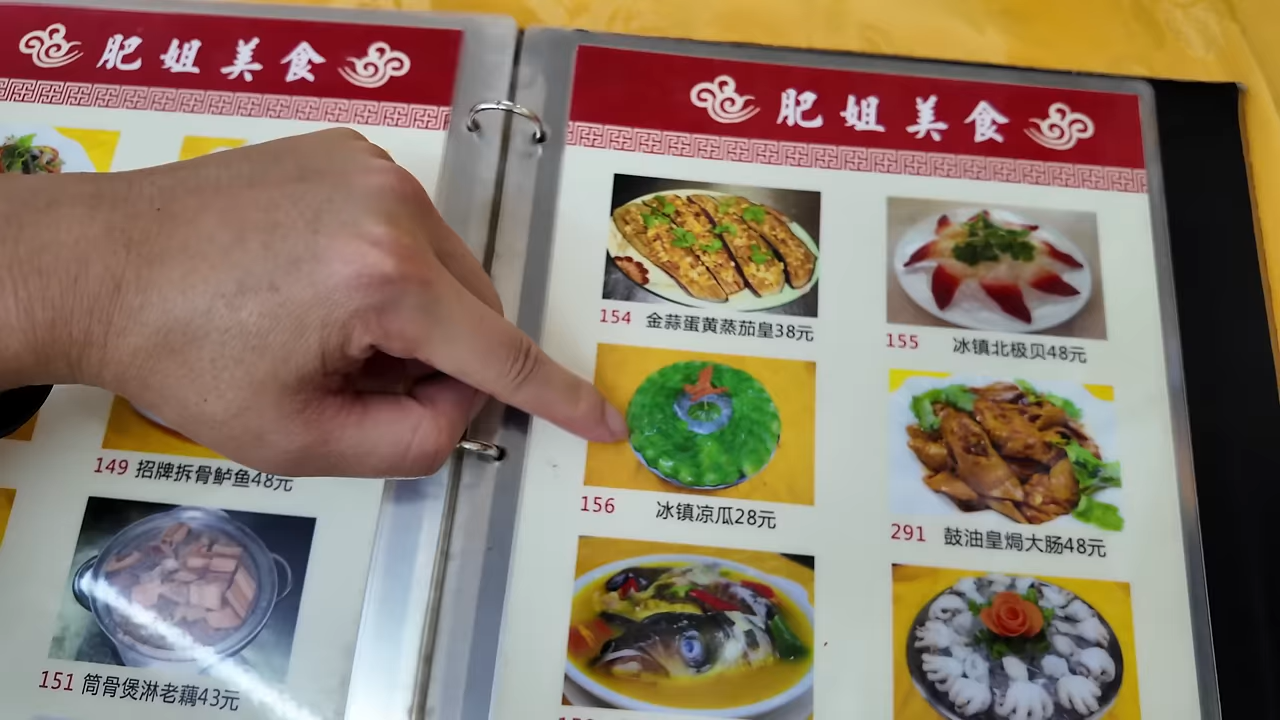 肥姐美食
149 招牌拆骨鲈鱼48元
151 筒骨煲淋老藕43元
肥姐美食
154 金蒜蛋黄蒸茄皇38元
155 冰镇北极贝48元
156 冰镇凉瓜28元
291 鼓油皇焗大肠48元